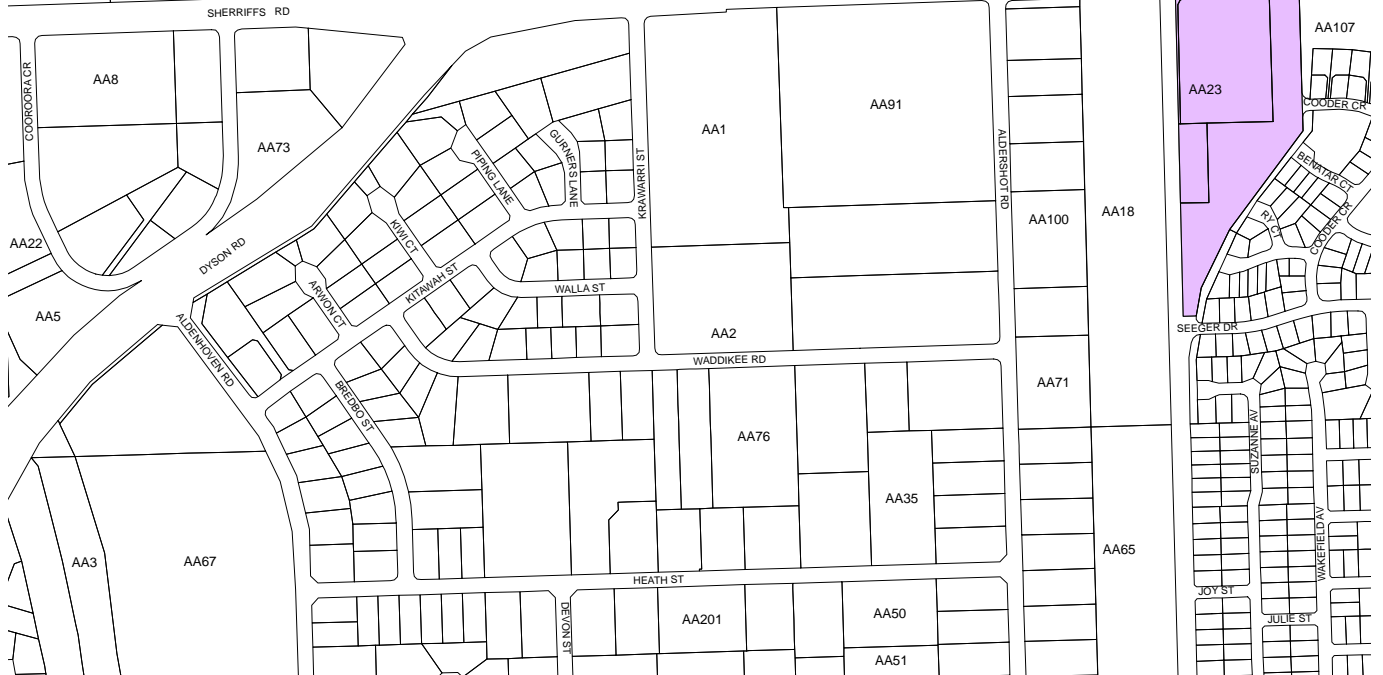 SHERRIFFS RD
AA107
AA8
COOROORA CR
AA23
COODER CR
AA91
AA1
AA73
GURNERS LANE
PIPING LANE
KRAWARRI ST
ALDERSHOT RD
BENATAR CT
AA100
AA18
RY CT
COODER CR
AA22
KIWI CT
DYSON RD
KITAWAH ST
WALLA ST
ARWON CT
AA5
AA2
SEEGER DR
ALDENHOVEN RD
WADDIKEE RD
AA71
BREDBO ST
AA76
SUZANNE AV
AA35
WAKEFIELD AV
AA3
AA67
AA65
HEATH ST
JOY ST
AA201
AA50
DEVON ST
JULIE ST
AA51